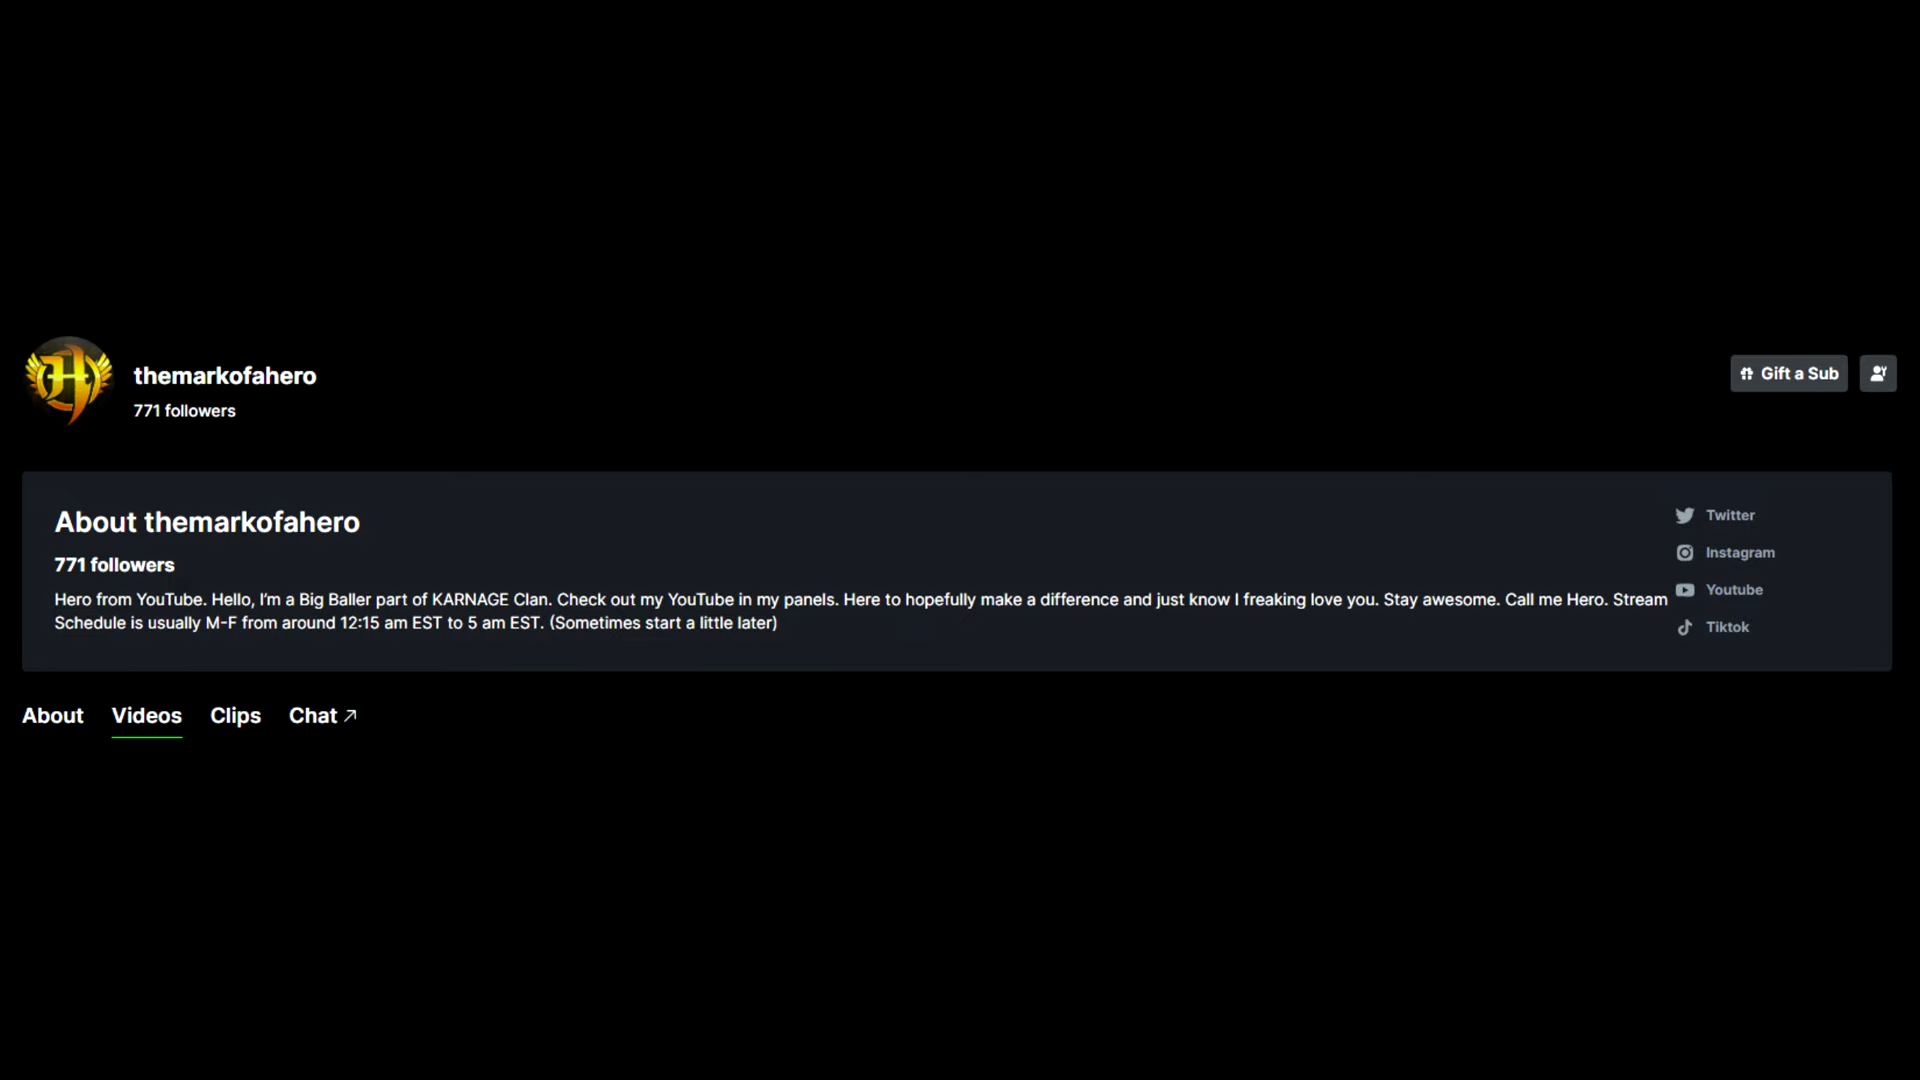 themarkofahero
771 followers
Gift a Sub
About themarkofahero
771 followers
Hero from YouTube. Hello, I'm a Big Baller part of KARNAGE Clan. Check out my YouTube in my panels. Here to hopefully make a difference and just know I freaking love you. Stay awesome. Call me Hero. Stream
Schedule is usually M-F from around 12:15 am EST to 5 am EST. (Sometimes start a little later)
Twitter
Instagram
Youtube
Tiktok
About Videos Clips Chat